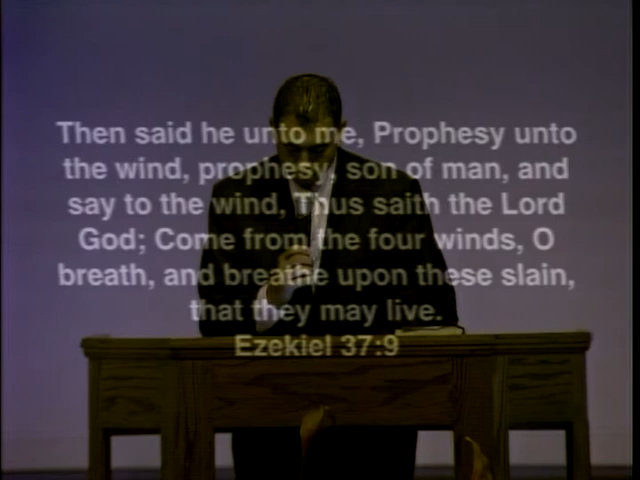 Then said he unto me, Prophesy unto
the wind, prophesy, son of man, and
say to the wind, Thus saith the Lord
God; Come from the four winds, O
breath, and breathe upon these slain,
that they may live.
Ezekiel 37:9